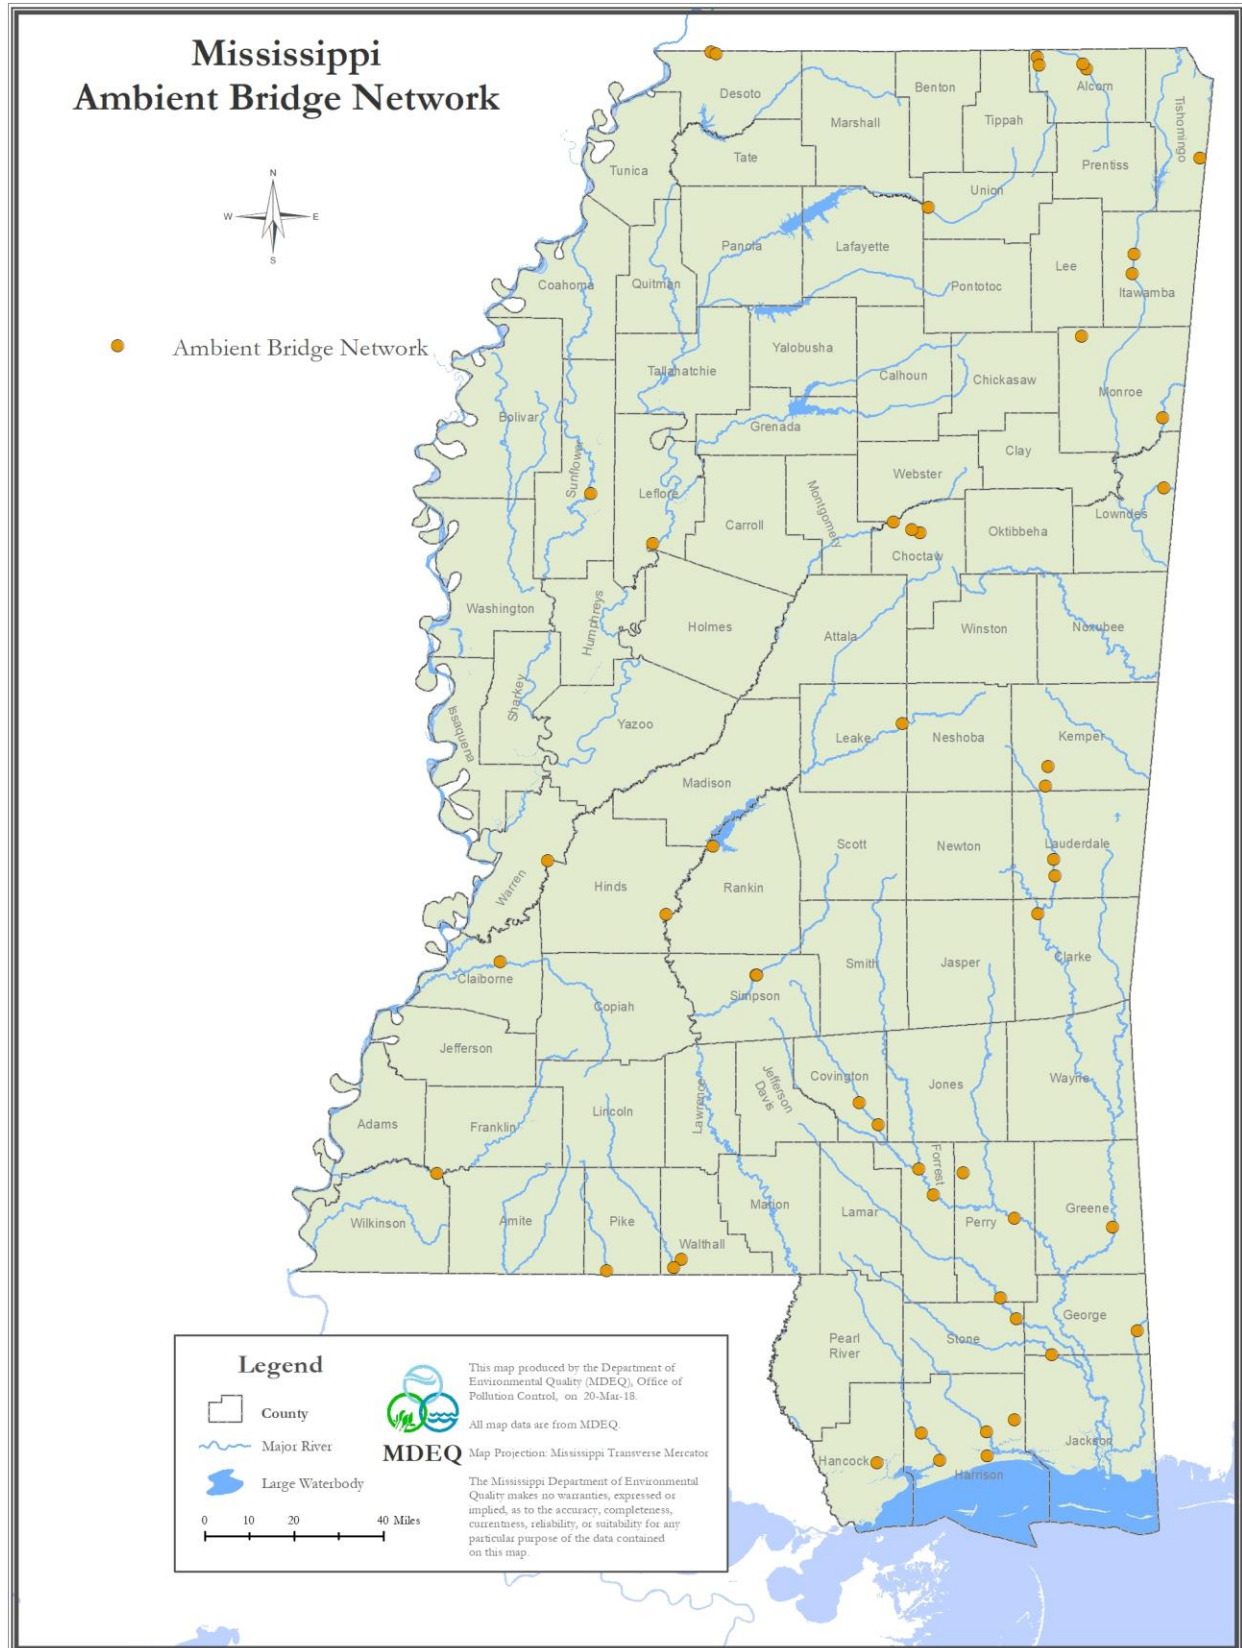 Mississippi
Ambient Bridge Network
N
W
E
S
Ambient Bridge Network
Desoto
Benton
Alcorn
Tishomingo
Marshall
Tippah
Tate
Tunica
Prentiss
Union
Panola
Lafayette
Lee
Coahoma
Quitman
Pontotoc
Itawamba
Yalobusha
Tallahatchie
Calhoun
Chickasaw
Monroe
Bolivar
Grenada
Clay
Sunflower
Webster
Leflore
Montgomery
Carroll
Lowndes
Oktibbeha
Choctaw
Washington
Humphreys
Holmes
Attala
Winston
Noxubee
Sharkey
Issaquena
Yazoo
Leake
Neshoba
Kemper
Madison
Scott
Newton
Lauderdale
Warren
Hinds
Rankin
Claiborne
Smith
Jasper
Clarke
Simpson
Copiah
Jefferson
Covington
Jefferson
Davis
Jones
Wayne
Lawrence
Lincoln
Adams
Franklin
Forrest
Marion
Lamar
Perry
Greene
Wilkinson
Amite
Pike
Walthall
George
Pearl
River
Stone
Jackson
Hancock
Harrison
Legend
County
Major River
Large Waterbody
0 10 20 40 Miles
MDEQ
This map produced by the Department of
Environmental Quality (MDEQ), Office of
Pollution Control, on 20-Mar-18.
All map data are from MDEQ.
Map Projection: Mississippi Transverse Mercator
The Mississippi Department of Environmental
Quality makes no warranties, expressed or
implied, as to the accuracy, completeness,
currentness, reliability, or suitability for any
particular purpose of the data contained
on this map.